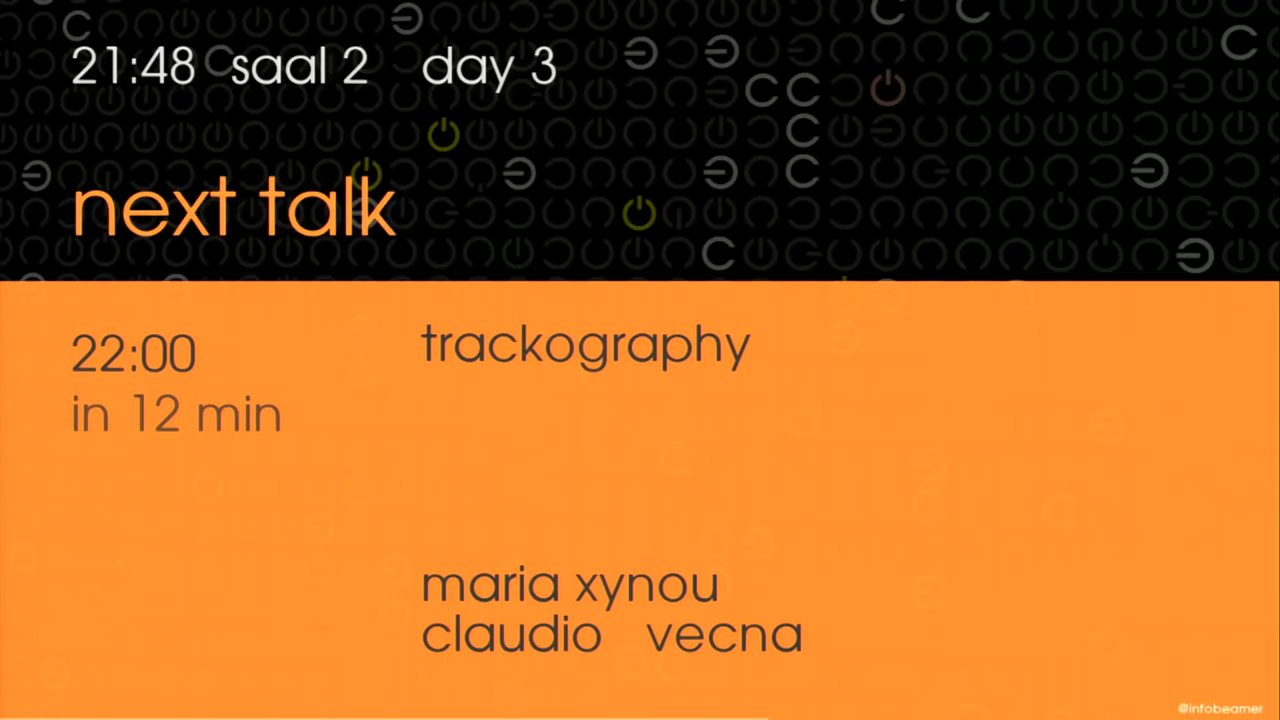 21:48 saal 2 day 3
next talk
22:00 trackography
in 12 min
maria xynou
claudio vecna
@infobeamer